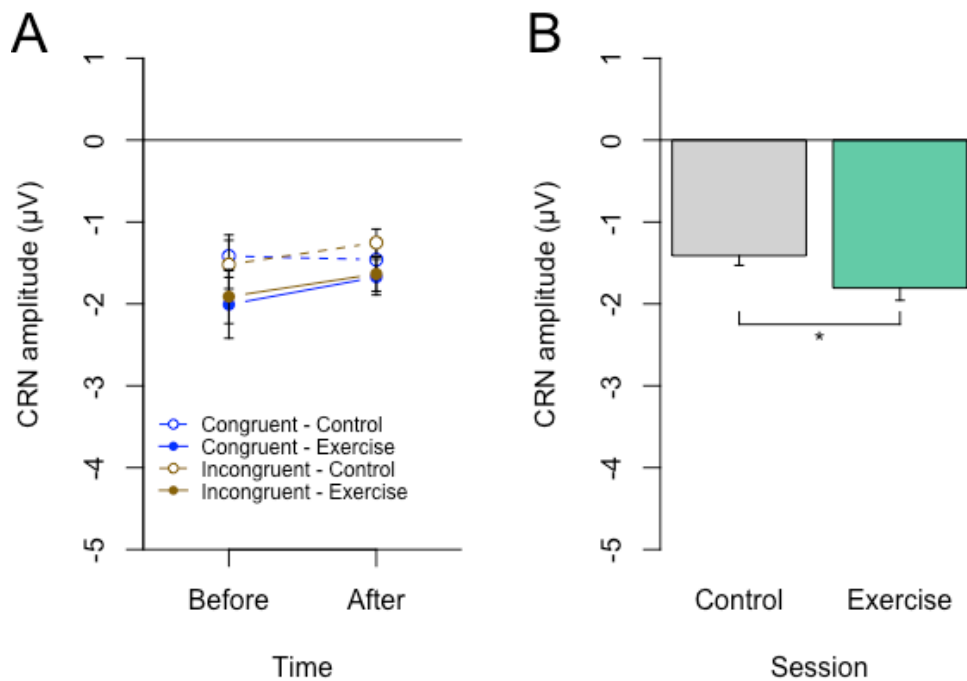 A
CRN amplitude (µV)
1
0
-1
-2
-3
-4
-5
Congruent - Control
Congruent - Exercise
Incongruent - Control
Incongruent - Exercise
Before After
Time
B
CRN amplitude (µV)
1
0
-1
-2
-3
-4
-5
*
Control Exercise
Session